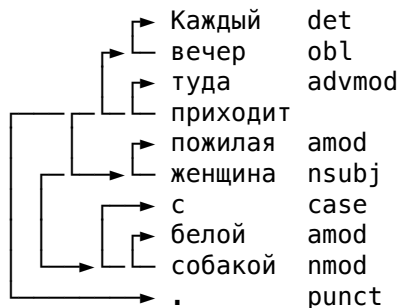 Каждый det
вечер obl
туда advmod
приходит
пожилая amod
женщина nsubj
с case
белой amod
собакой nmod
. punct